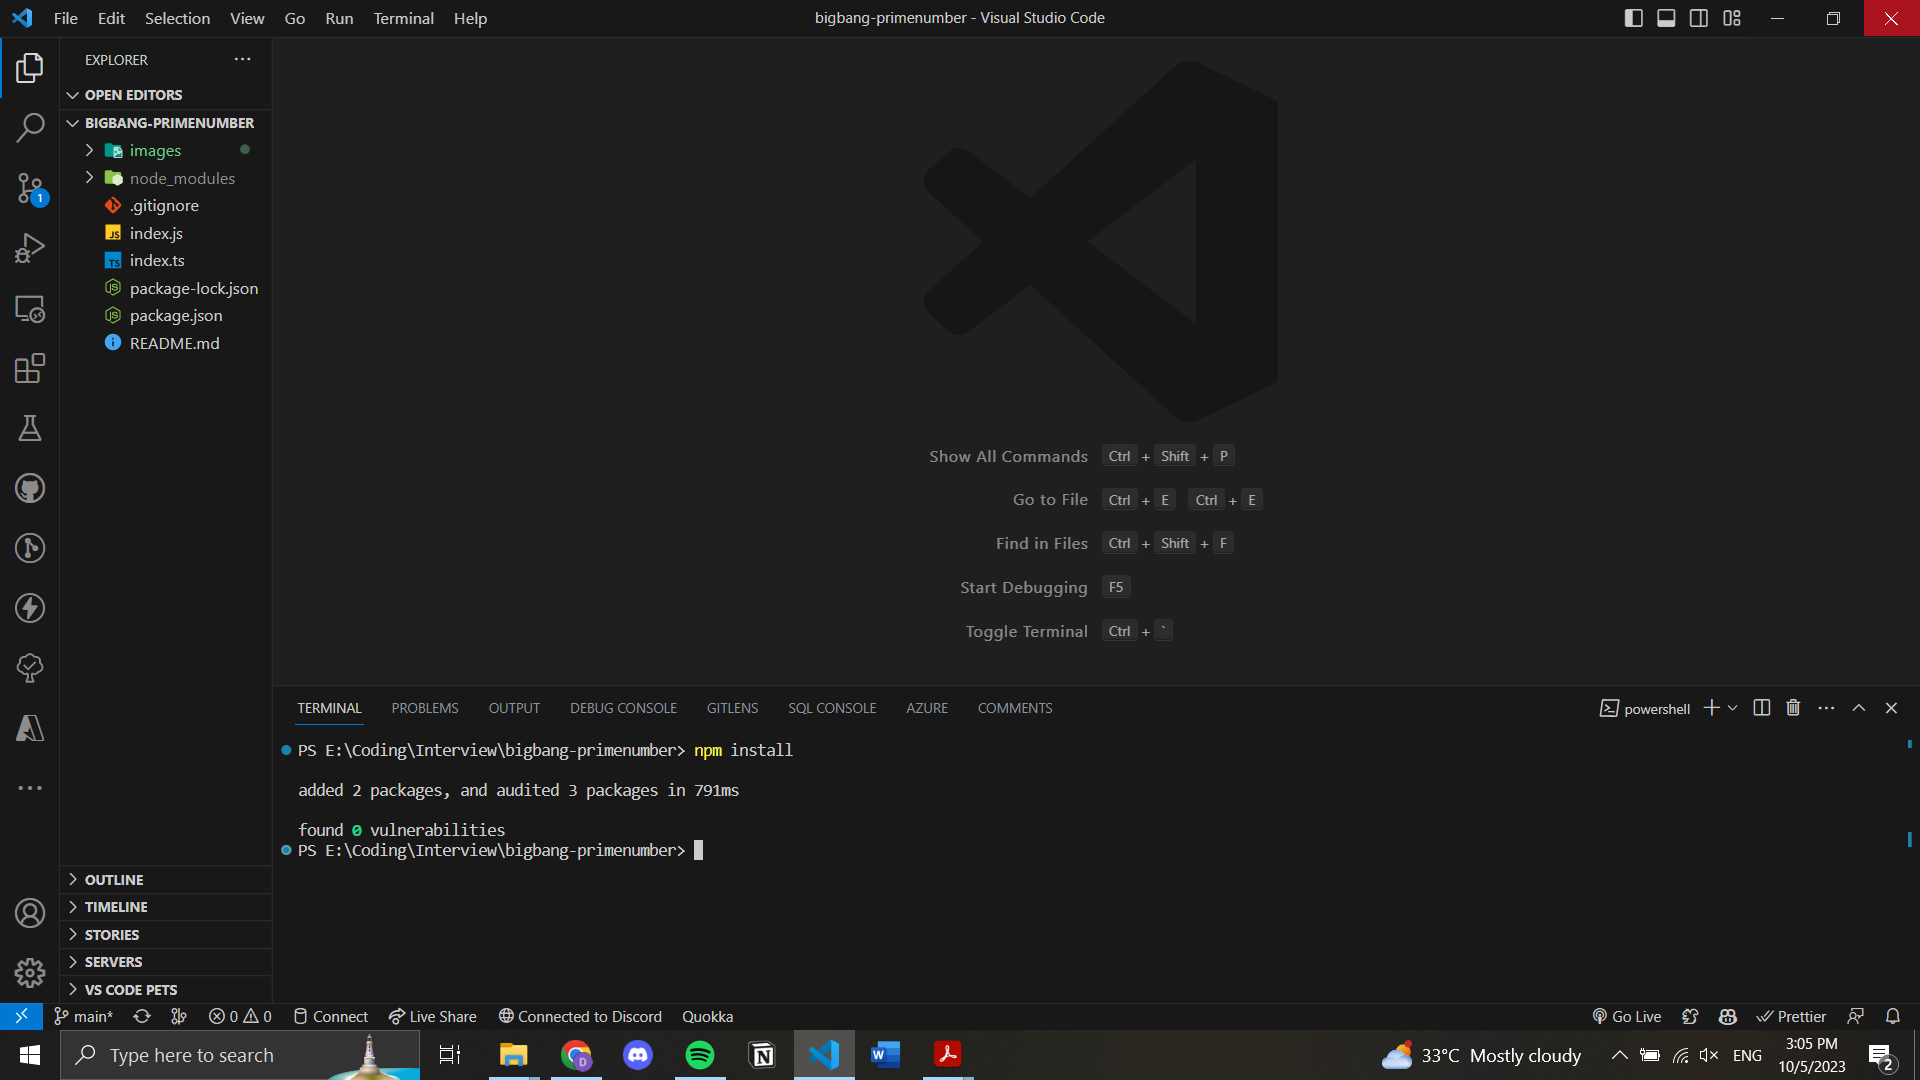 File Edit Selection View Go Run Terminal Help
bigbang-primenumber - Visual Studio Code
EXPLORER
OPEN EDITORS
BIGBANG-PRIMENUMBER
images
node_modules
.gitignore
JS index.js
TS index.ts
package-lock.json
package.json
README.md
1
Show All Commands Ctrl + Shift + P
Go to File Ctrl + E Ctrl + E
Find in Files Ctrl + Shift + F
Start Debugging F5
Toggle Terminal Ctrl + `
TERMINAL PROBLEMS OUTPUT DEBUG CONSOLE GITLENS SQL CONSOLE AZURE COMMENTS
powershell
PS E:\Coding\Interview\bigbang-primenumber> npm install
added 2 packages, and audited 3 packages in 791ms
found 0 vulnerabilities
PS E:\Coding\Interview\bigbang-primenumber>
OUTLINE
TIMELINE
STORIES
SERVERS
VS CODE PETS
main* 0 0 Connect Live Share Connected to Discord Quokka
Go Live Prettier
Type here to search
33°C Mostly cloudy
ENG
3:05 PM
10/5/2023
2